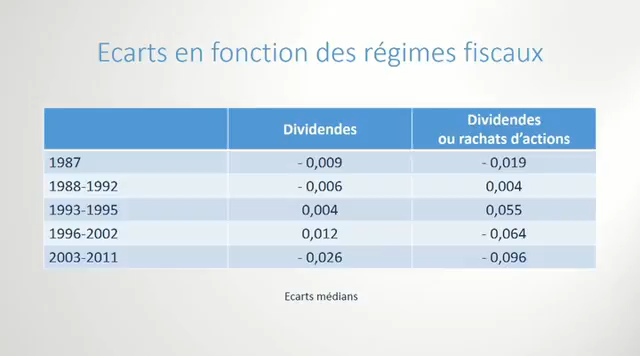 Ecarts en fonction des régimes fiscaux
Dividendes
Dividendes
ou rachats d'actions
1987 - 0,009 - 0,019
1988-1992 - 0,006 0,004
1993-1995 0,004 0,055
1996-2002 0,012 - 0,064
2003-2011 - 0,026 - 0,096
Ecarts médians